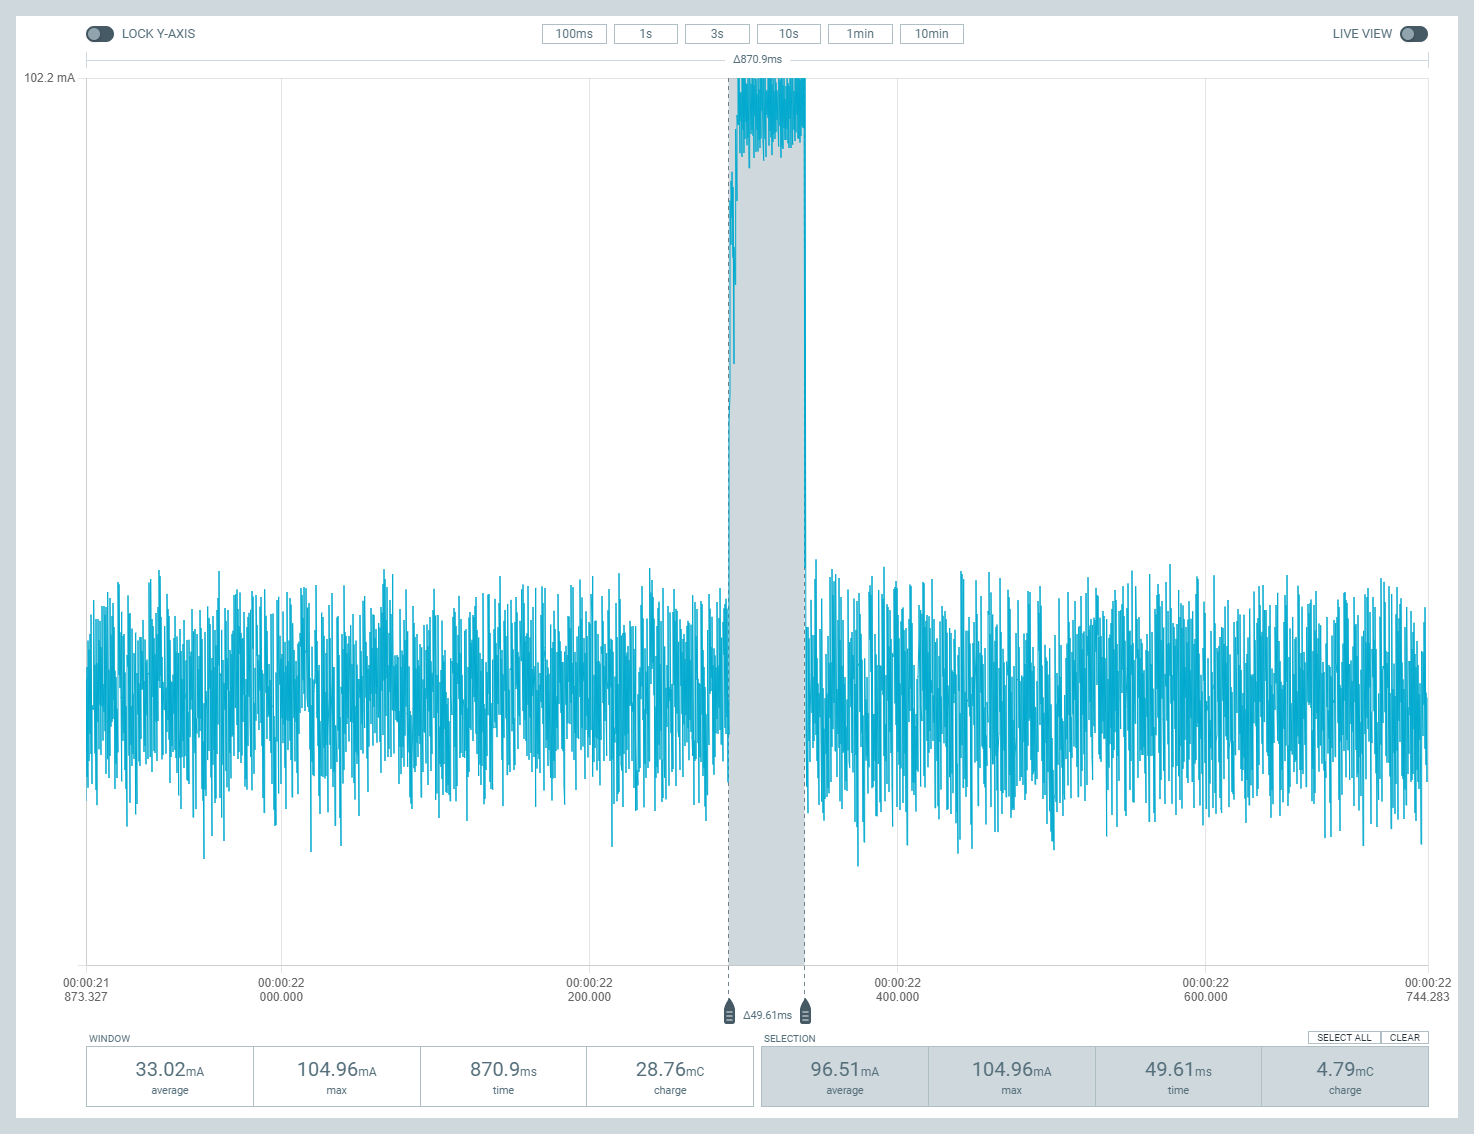 LOCK Y-AXIS 100ms 1s 3s 10s 1min 10min LIVE VIEW
Δ870.9ms
102.2 mA
00:00:21 00:00:22 00:00:22 00:00:22 00:00:22 00:00:22
873.327 000.000 200.000 400.000 600.000 744.283
Δ49.61ms
WINDOW SELECTION SELECT ALL CLEAR
33.02mA 104.96mA 870.9ms 28.76mC 96.51mA 104.96mA 49.61ms 4.79mC
average max time charge average max time charge